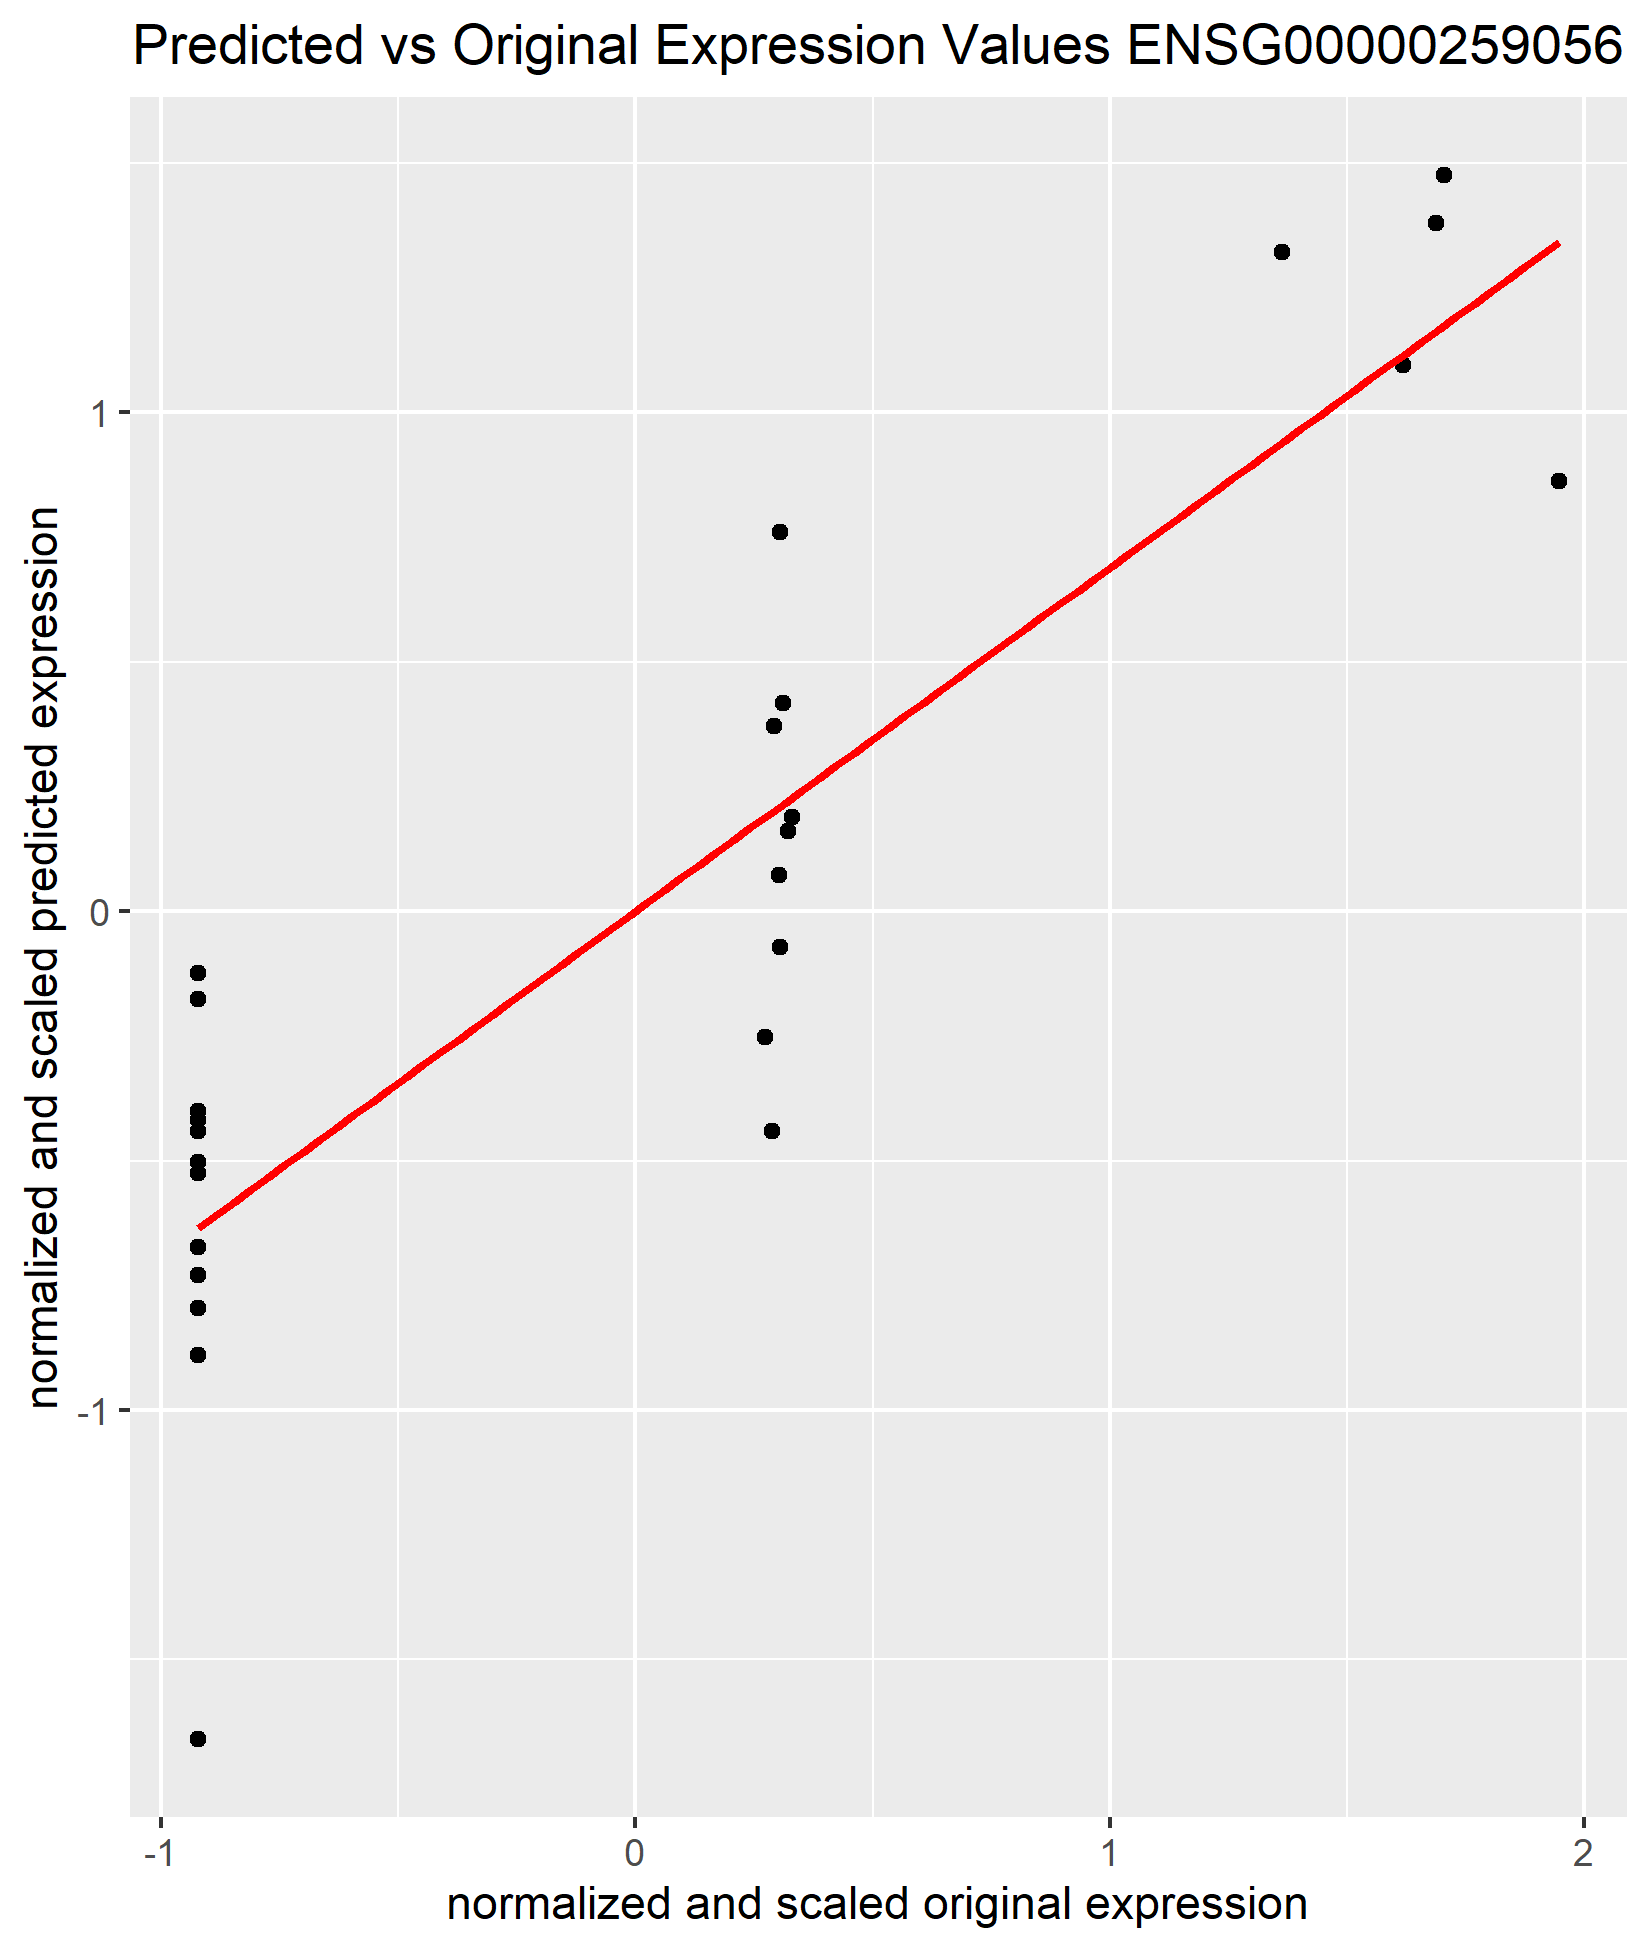 Predicted vs Original Expression Values ENSG00000259056
normalized and scaled predicted expression
1
0
-1
-1
0
1
2
normalized and scaled original expression